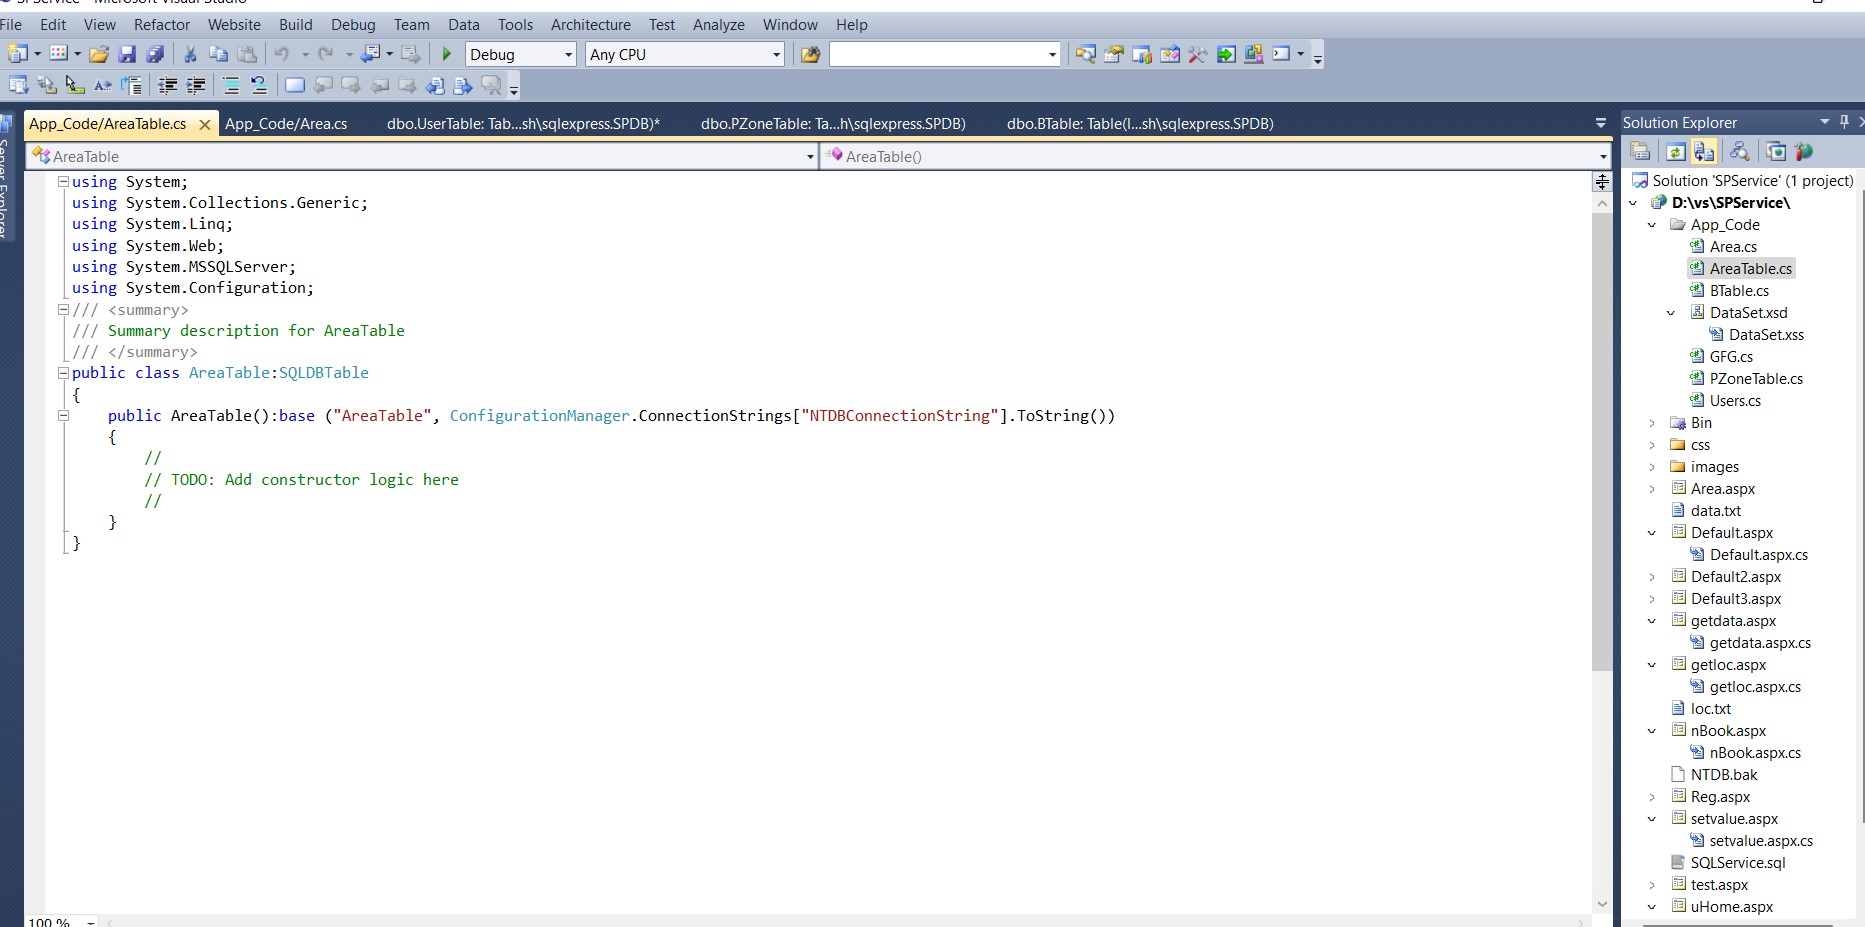 SPService - Microsoft Visual Studio
File Edit View Refactor Website Build Debug Team Data Tools Architecture Test Analyze Window Help
Debug Any CPU
App_Code/AreaTable.cs App_Code/Area.cs dbo.UserTable: Tab...sh\sqlexpress.SPDB)* dbo.PZoneTable: Ta...h\sqlexpress.SPDB) dbo.BTable: Table(l...sh\sqlexpress.SPDB)
AreaTable AreaTable()
Server Explorer
using System;
using System.Collections.Generic;
using System.Linq;
using System.Web;
using System.MSSQLServer;
using System.Configuration;
/// <summary>
/// Summary description for AreaTable
/// </summary>
public class AreaTable:SQLDBTable
{
public AreaTable():base ("AreaTable", ConfigurationManager.ConnectionStrings["NTDBConnectionString"].ToString())
{
//
// TODO: Add constructor logic here
//
}
}
100 %
Solution Explorer
Solution 'SPService' (1 project)
D:\vs\SPService\
App_Code
Area.cs
AreaTable.cs
BTable.cs
DataSet.xsd
DataSet.xss
GFG.cs
PZoneTable.cs
Users.cs
Bin
css
images
Area.aspx
data.txt
Default.aspx
Default.aspx.cs
Default2.aspx
Default3.aspx
getdata.aspx
getdata.aspx.cs
getloc.aspx
getloc.aspx.cs
loc.txt
nBook.aspx
nBook.aspx.cs
NTDB.bak
Reg.aspx
setvalue.aspx
setvalue.aspx.cs
SQLService.sql
test.aspx
uHome.aspx